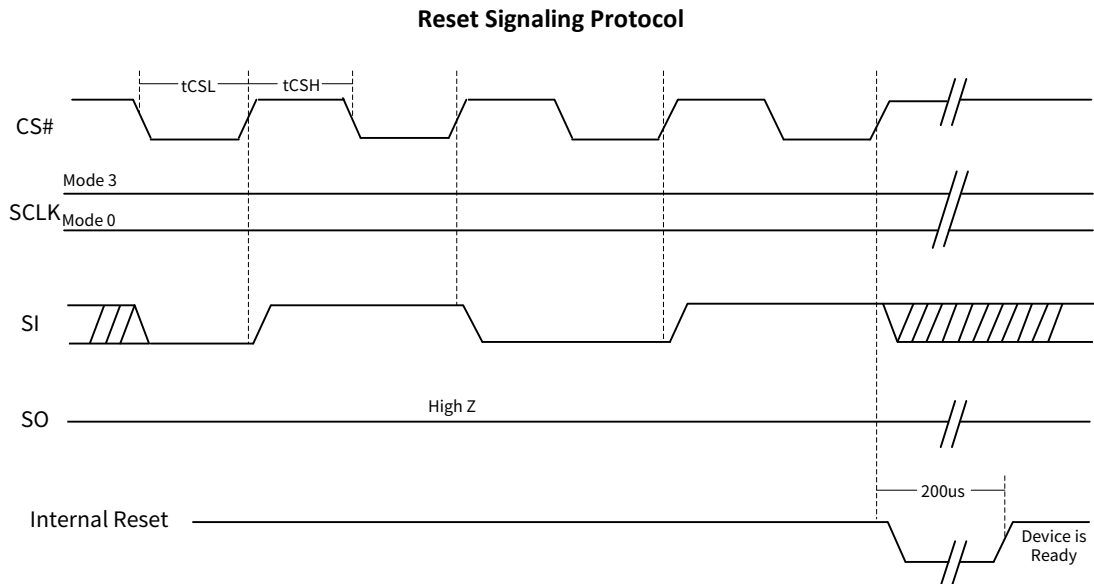 Reset Signaling Protocol
tCSL
tCSH
CS#
Mode 3
SCLK
Mode 0
SI
High Z
SO
200us
Internal Reset
Device is
Ready